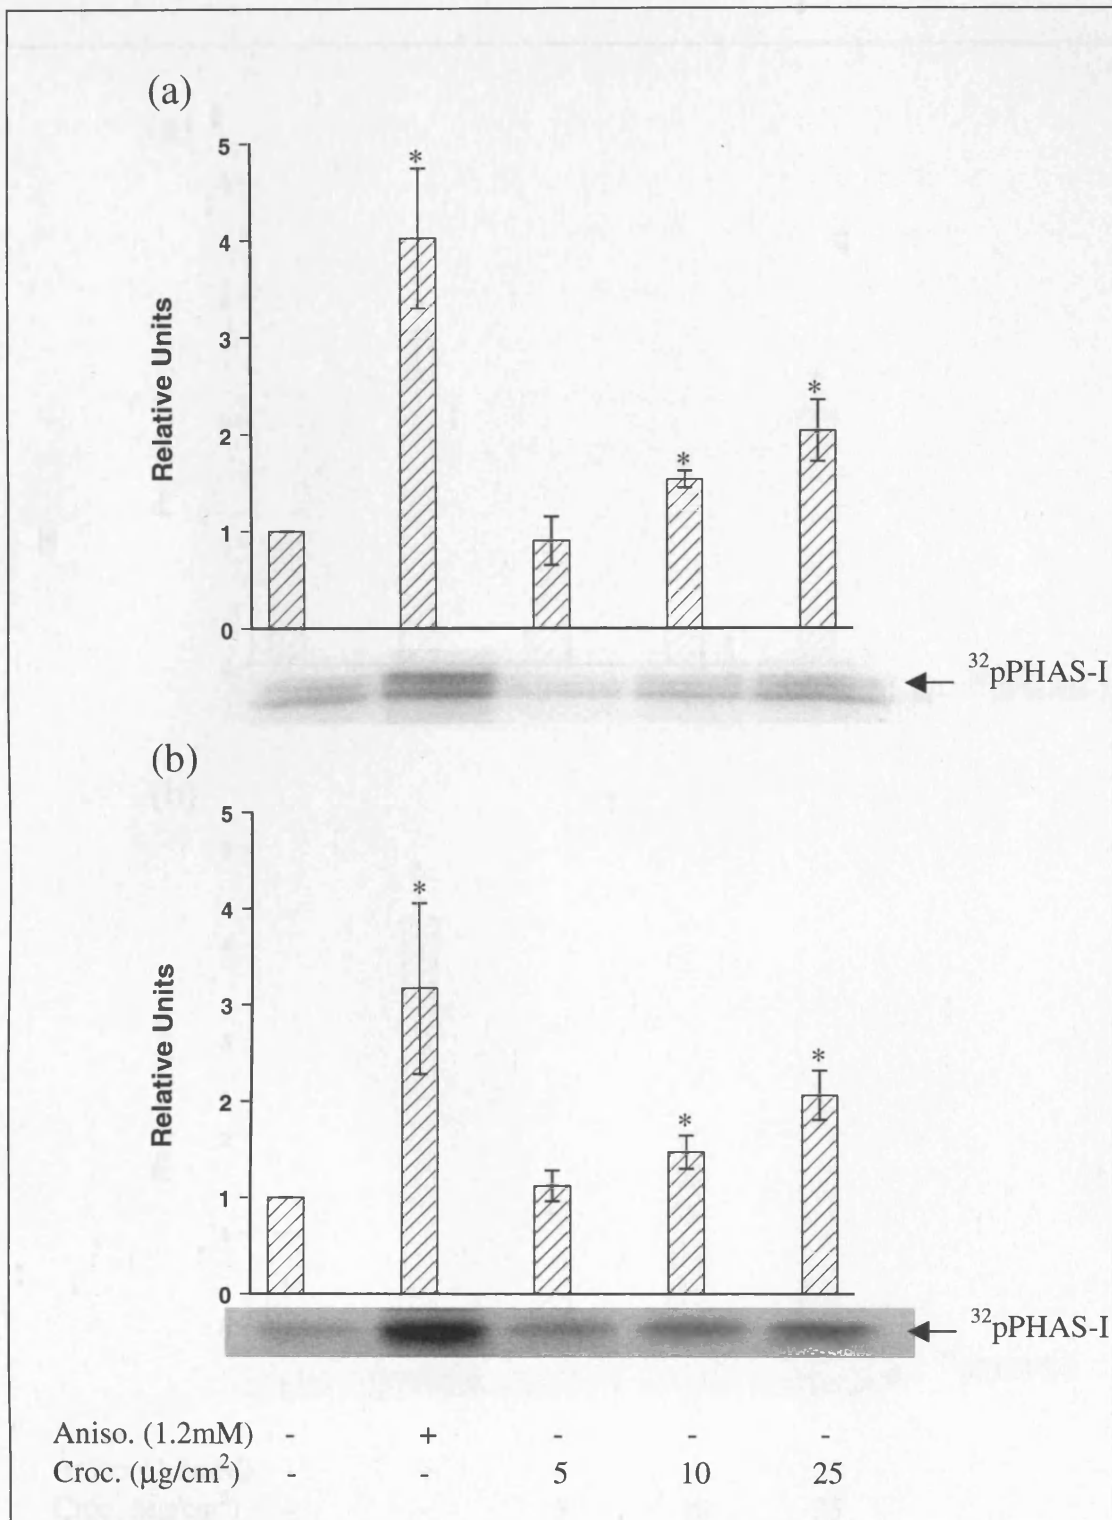 (a)
5
*
4
3
*
2
*
1
0
Relative Units
32pPHAS-I
(b)
5
*
4
3
*
2
*
1
0
Relative Units
32pPHAS-I
Aniso. (1.2mM) - + - - -
Croc. (μg/cm2) - - 5 10 25